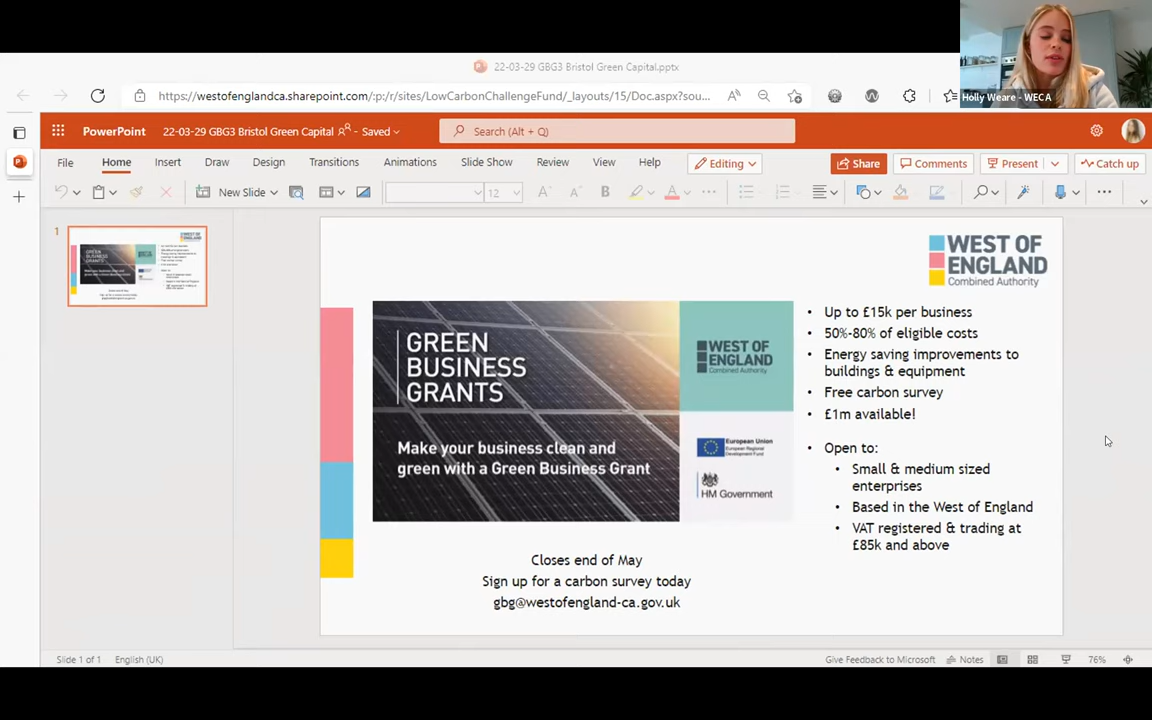 22-03-29 GBG3 Bristol Green Capital.pptx
https://westofenglandca.sharepoint.com/:p:/r/sites/LowCarbonChallengeFund/_layouts/15/Doc.aspx?sou...
Holly Weare - WECA
PowerPoint
22-03-29 GBG3 Bristol Green Capital - Saved
Search (Alt + Q)
File
Home
Insert
Draw
Design
Transitions
Animations
Slide Show
Review
View
Help
Editing
Share
Comments
Present
Catch up
New Slide
12
1
WEST OF
ENGLAND
Combined Authority
GREEN
BUSINESS
GRANTS
Make your business clean and
green with a Green Business Grant
WEST OF
ENGLAND
Combined Authority
European Union
European Regional
Development Fund
HM Government
• Up to £15k per business
• 50%-80% of eligible costs
• Energy saving improvements to
buildings & equipment
• Free carbon survey
• £1m available!
• Open to:
• Small & medium sized
enterprises
• Based in the West of England
• VAT registered & trading at
£85k and above
Closes end of May
Sign up for a carbon survey today
gbg@westofengland-ca.gov.uk
Slide 1 of 1
English (UK)
Give Feedback to Microsoft
Notes
76%